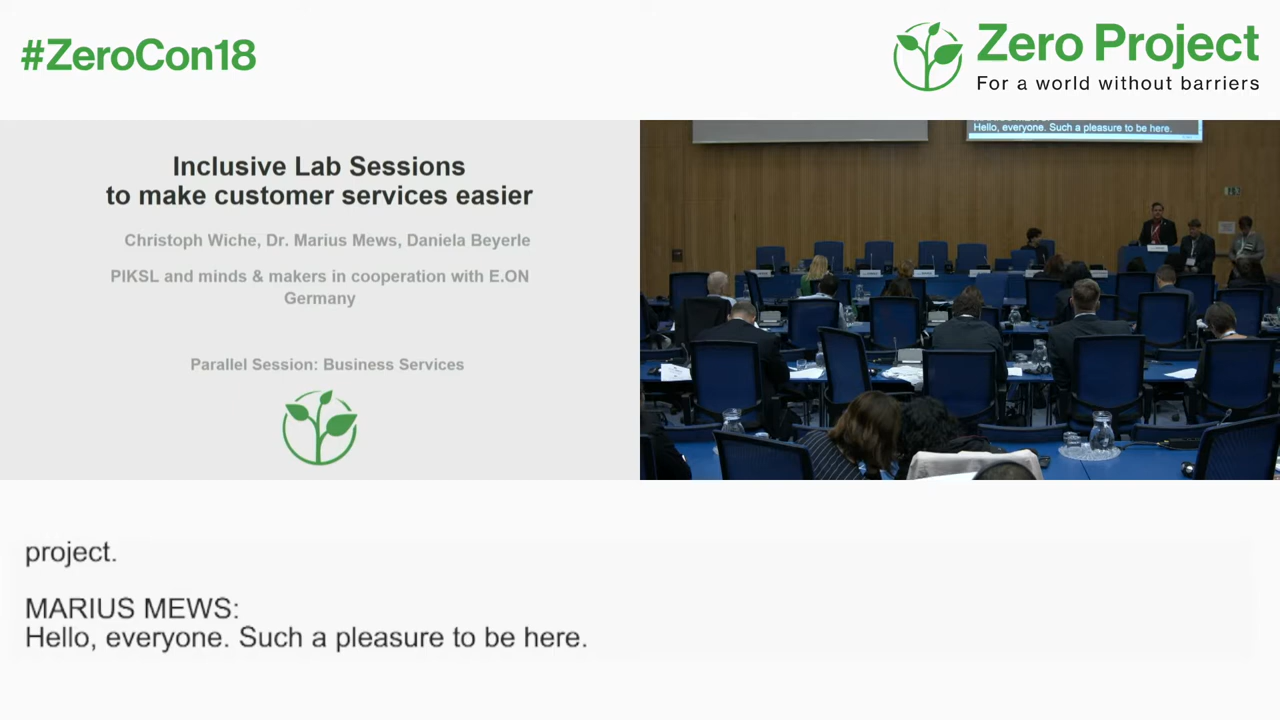 #ZeroCon18
Zero Project
For a world without barriers
Inclusive Lab Sessions
to make customer services easier
Christoph Wiche, Dr. Marius Mews, Daniela Beyerle
PIKSL and minds & makers in cooperation with E.ON
Germany
Parallel Session: Business Services
Hello, everyone. Such a pleasure to be here.
project.
MARIUS MEWS:
Hello, everyone. Such a pleasure to be here.